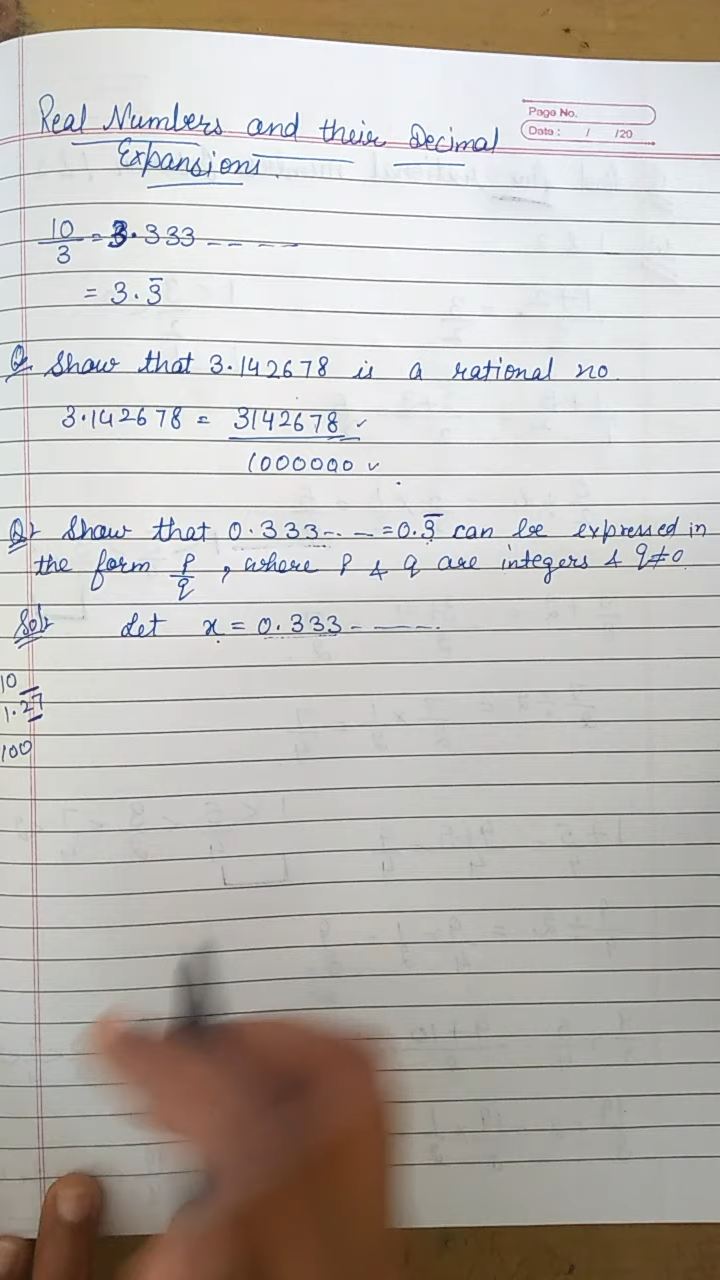 Real Numbers and their Decimal
Expansions.
Page No.
Date : / /20
10/3 = 3.333 - - - -
= 3.3̅
Q. Show that 3.142678 is a rational no.
3.142678 = 3142678 ✓
1000000 ✓
Q2 Show that 0.333--- = 0.3̅ can be expressed in
the form p/q, where p & q are integers & q≠0
Sol: Let x = 0.333- - - -.
10
1.27
100